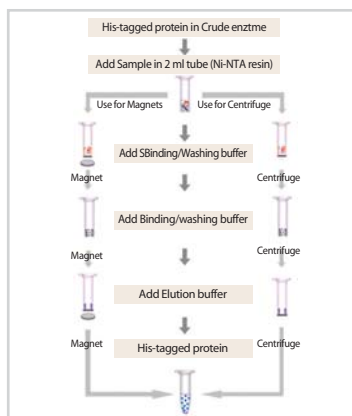 His-tagged protein in Crude enztme
Add Sample in 2 ml tube (Ni-NTA resin)
Use for Magnets
Use for Centrifuge
Add SBinding/Washing buffer
Magnet
Centrifuge
Add Binding/washing buffer
Magnet
Centrifuge
Add Elution buffer
Magnet
Centrifuge
His-tagged protein